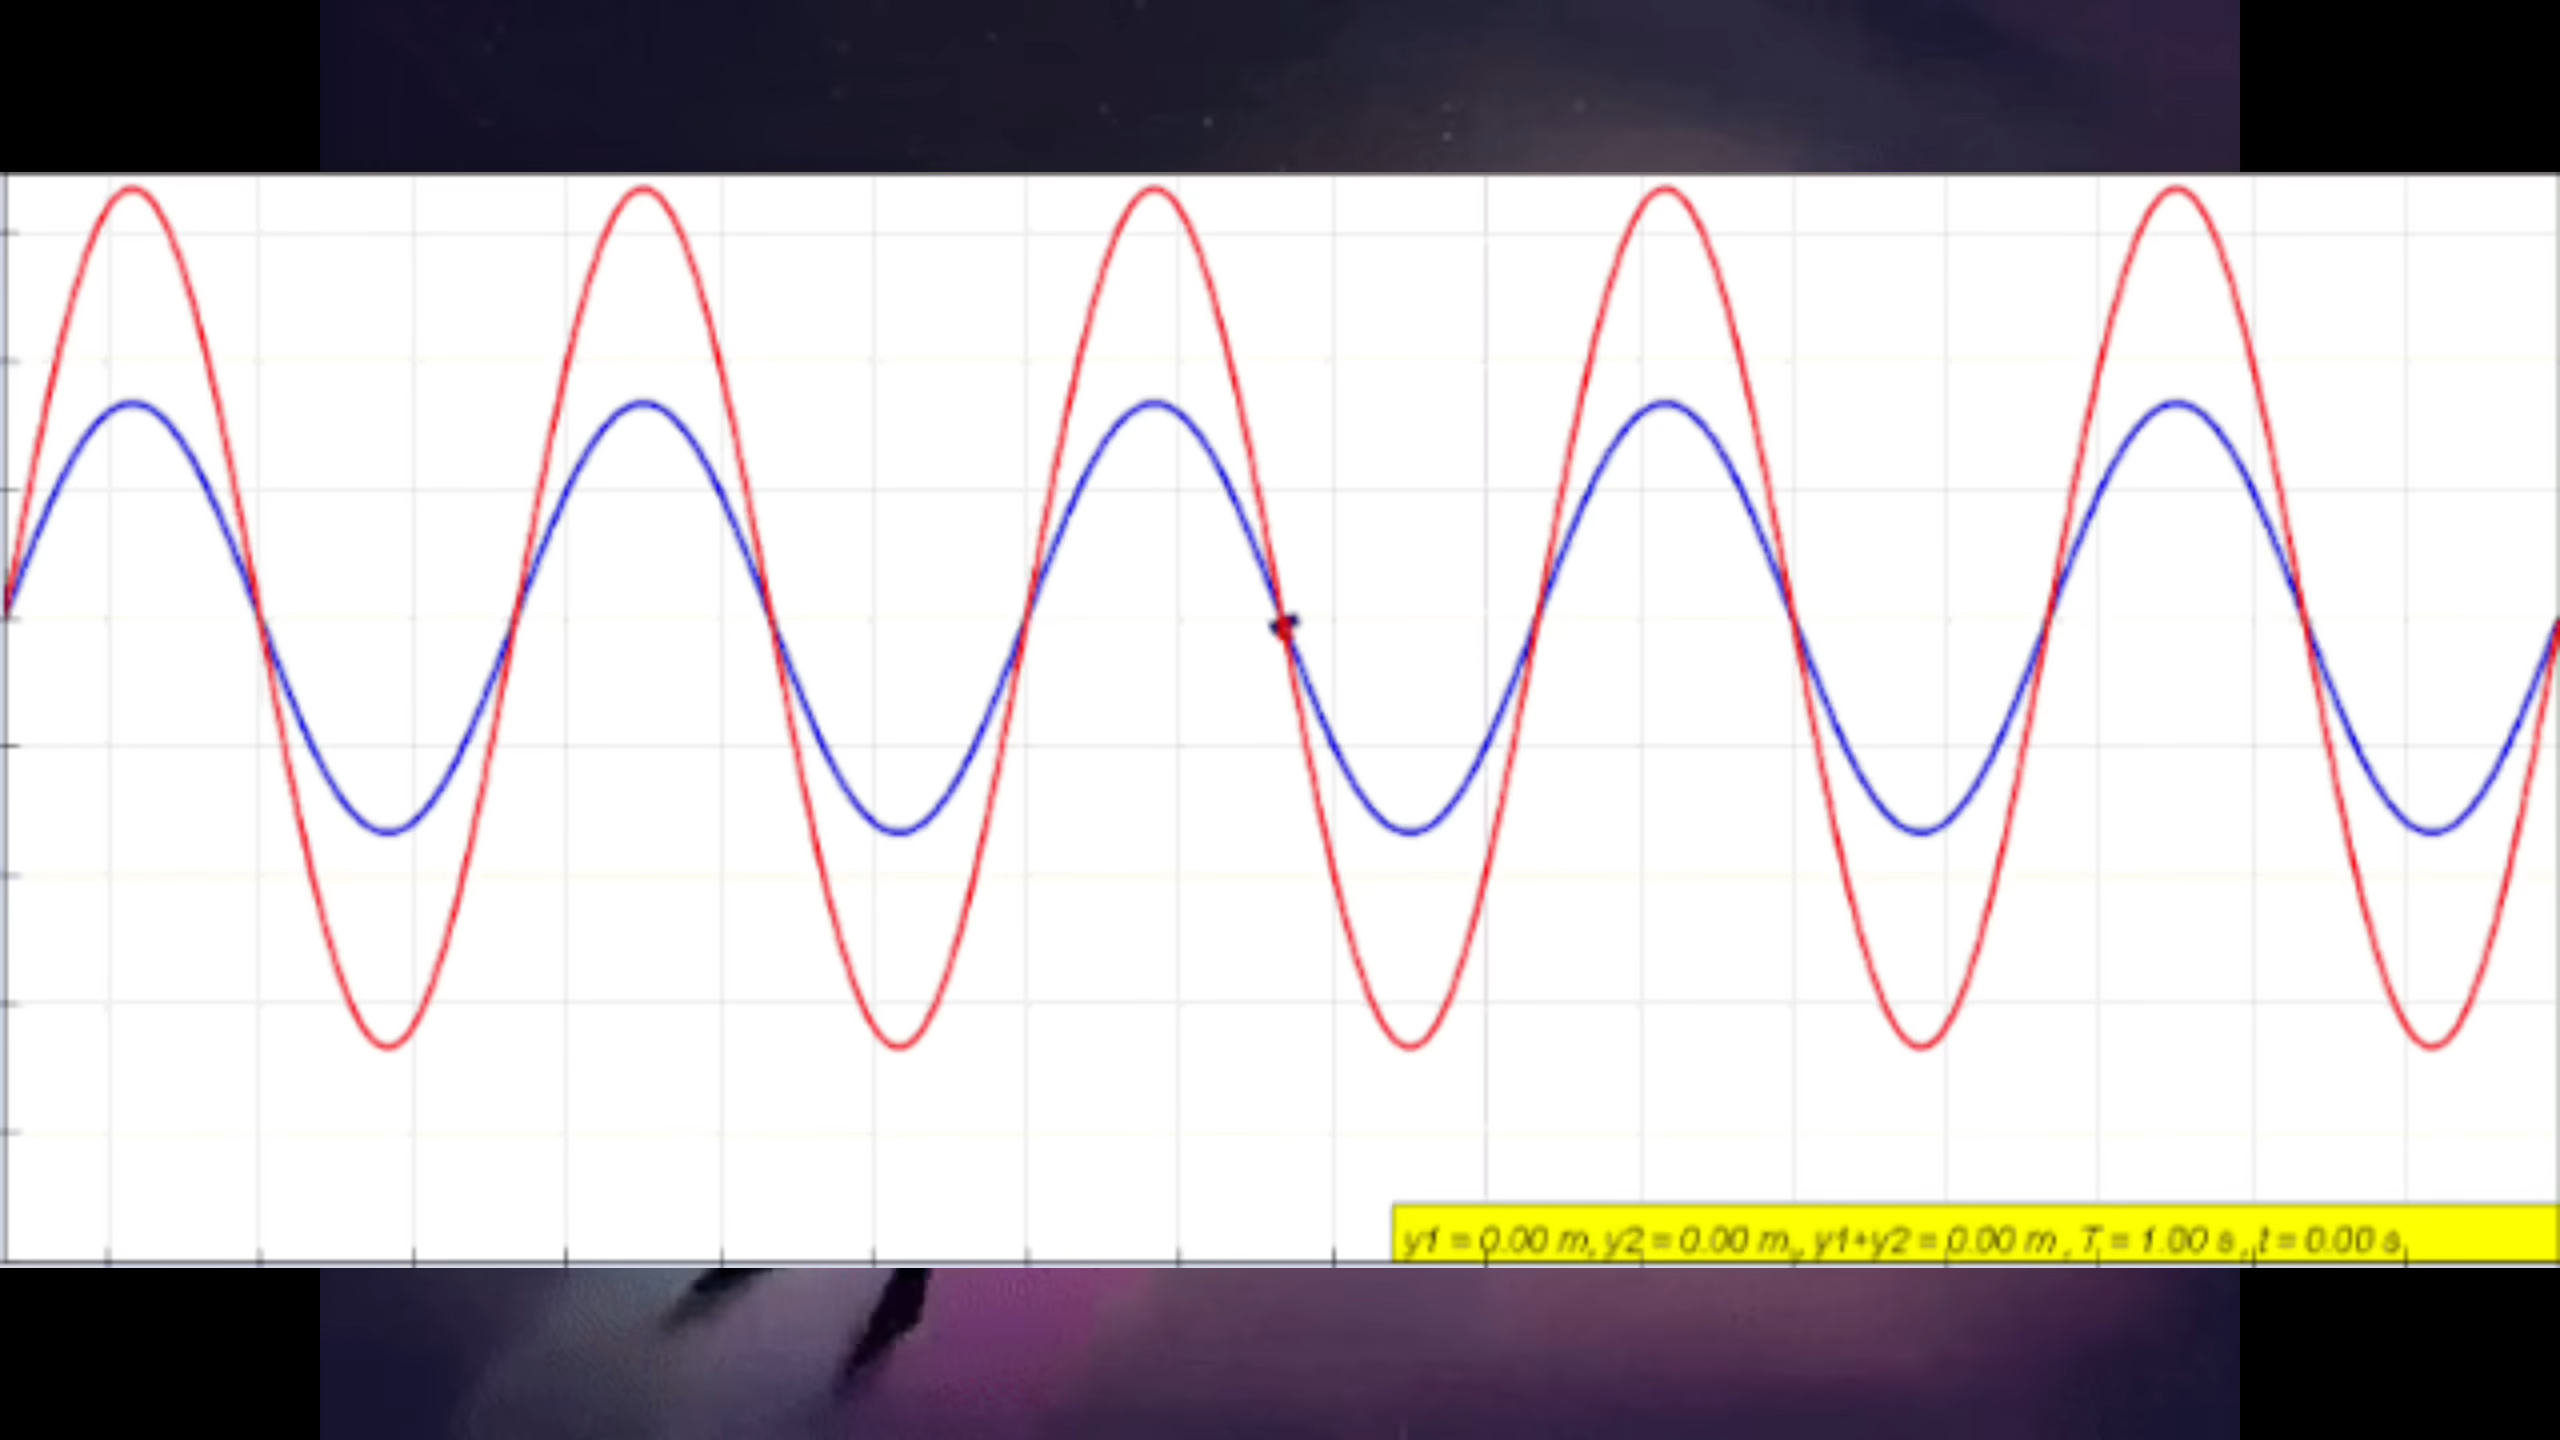 y1 = 0.00 m, y2 = 0.00 m, y1+y2 = 0.00 m, T = 1.00 s, t = 0.00 s,